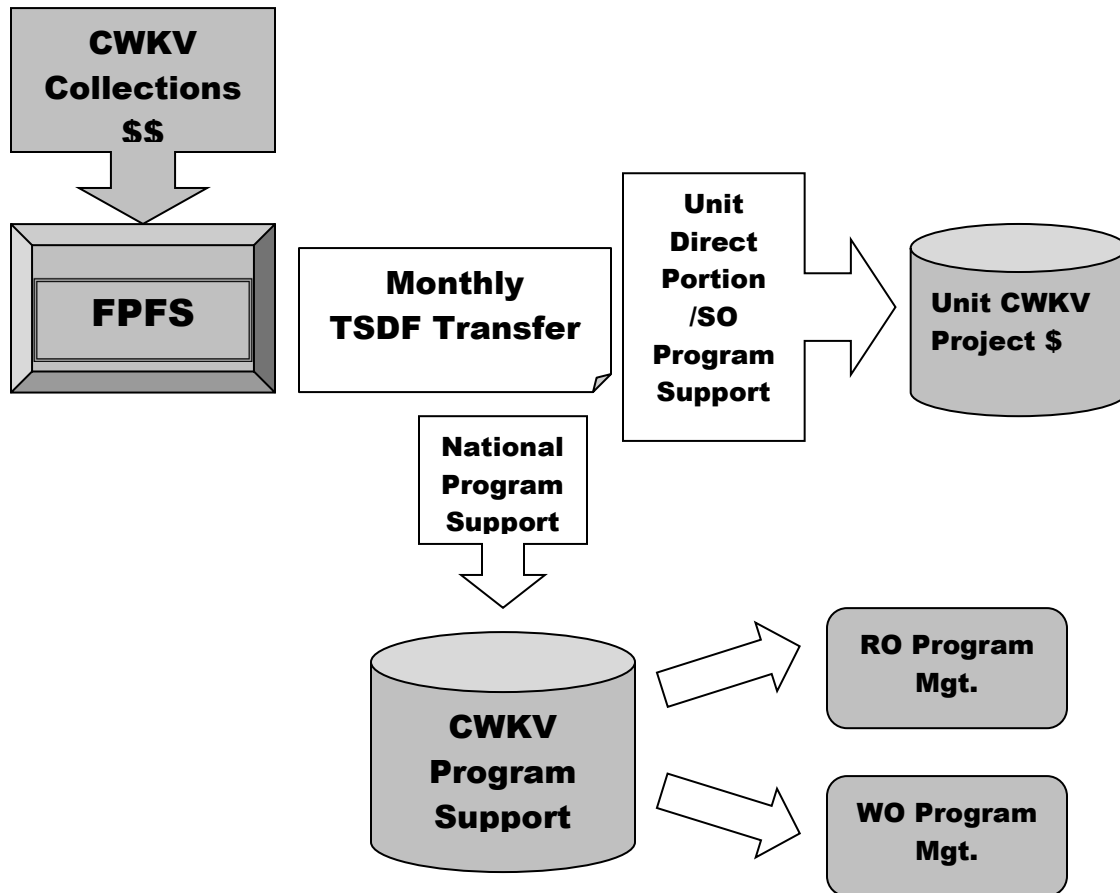 CWKV
Collections
$$
FPFS
Monthly
TSDF Transfer
Unit
Direct
Portion
/SO
Program
Support
Unit CWKV
Project $
National
Program
Support
CWKV
Program
Support
RO Program
Mgt.
WO Program
Mgt.